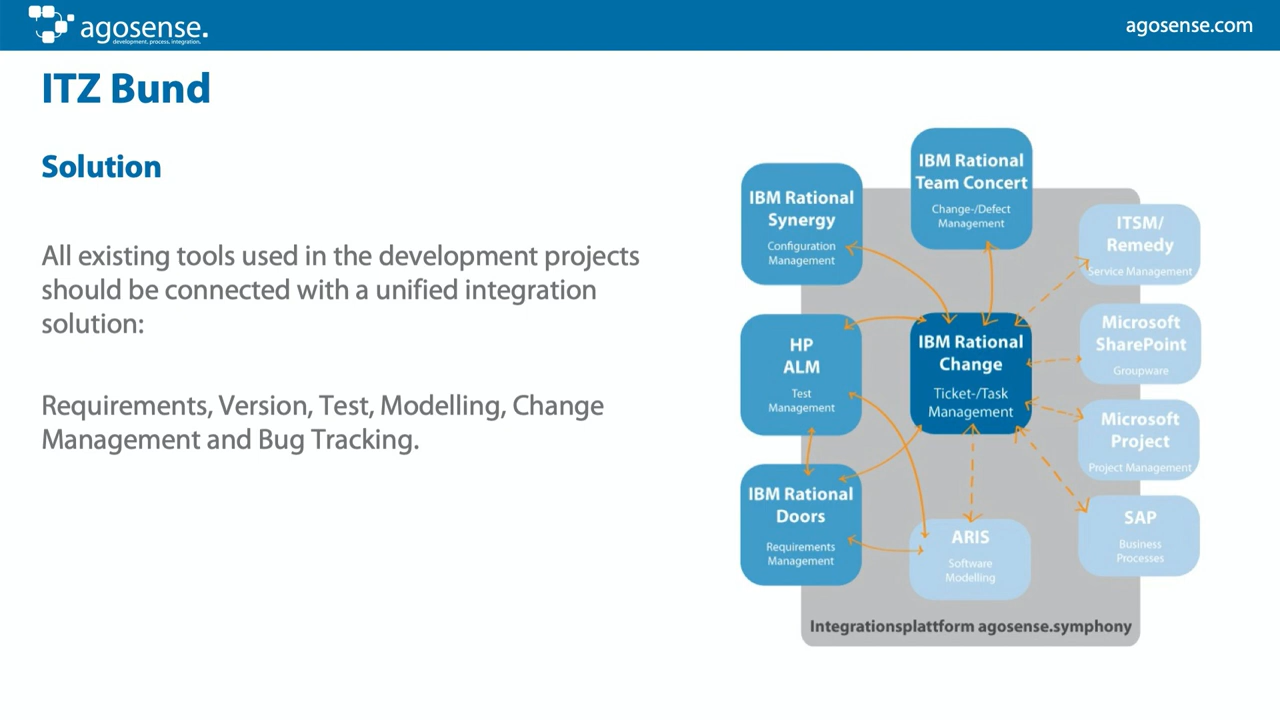 agosense.
development. process. integration.
agosense.com
ITZ Bund
Solution
All existing tools used in the development projects
should be connected with a unified integration
solution:
Requirements, Version, Test, Modelling, Change
Management and Bug Tracking.
IBM Rational
Team Concert
Change-/Defect
Management
IBM Rational
Synergy
Configuration
Management
ITSM/
Remedy
Service Management
HP
ALM
Test
Management
IBM Rational
Change
Ticket-/Task
Management
Microsoft
SharePoint
Groupware
Microsoft
Project
Project Management
IBM Rational
Doors
Requirements
Management
ARIS
Software
Modelling
SAP
Business
Processes
Integrationsplattform agosense.symphony